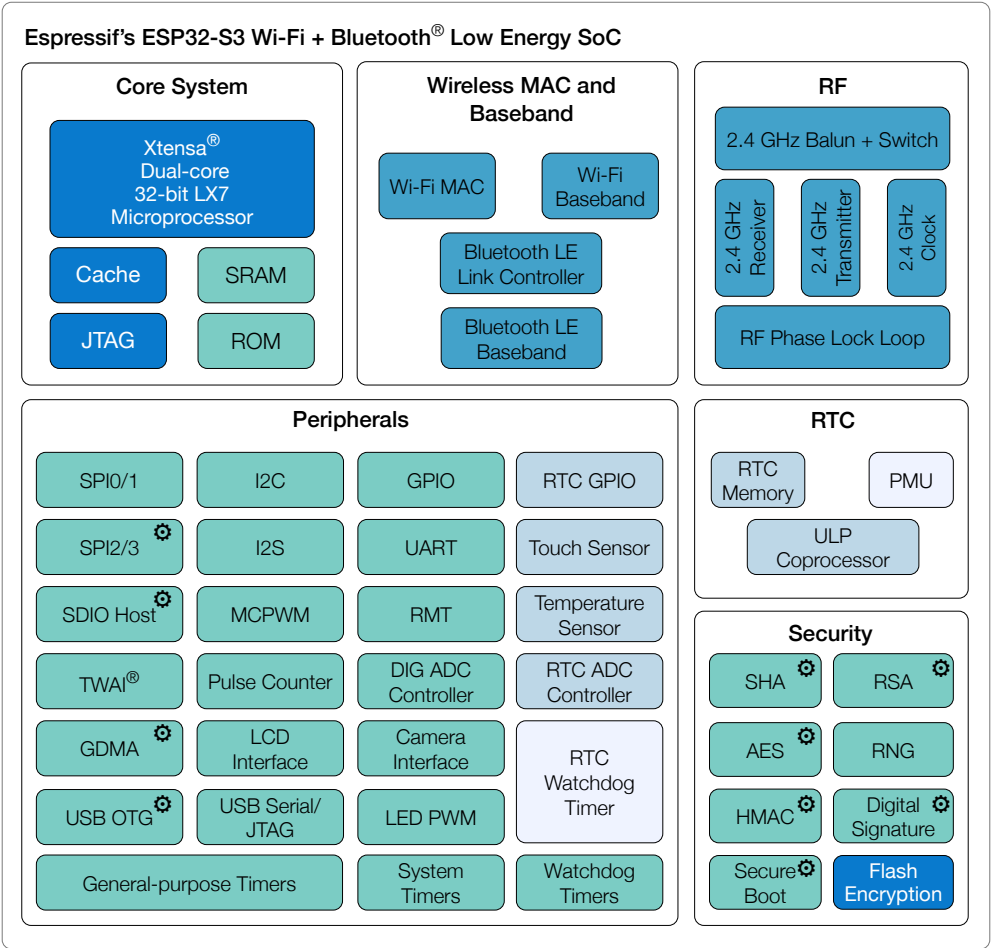 Espressif's ESP32-S3 Wi-Fi + Bluetooth® Low Energy SoC
Core System
Xtensa®
Dual-core
32-bit LX7
Microprocessor
Cache
SRAM
JTAG
ROM
Wireless MAC and
Baseband
Wi-Fi MAC
Wi-Fi
Baseband
Bluetooth LE
Link Controller
Bluetooth LE
Baseband
RF
2.4 GHz Balun + Switch
2.4 GHz
Receiver
2.4 GHz
Transmitter
2.4 GHz
Clock
RF Phase Lock Loop
Peripherals
SPI0/1
I2C
GPIO
RTC GPIO
SPI2/3
I2S
UART
Touch Sensor
SDIO Host
MCPWM
RMT
Temperature
Sensor
TWAI®
Pulse Counter
DIG ADC
Controller
RTC ADC
Controller
GDMA
LCD
Interface
Camera
Interface
RTC
Watchdog
Timer
USB OTG
USB Serial/
JTAG
LED PWM
General-purpose Timers
System
Timers
Watchdog
Timers
RTC
RTC
Memory
PMU
ULP
Coprocessor
Security
SHA
RSA
AES
RNG
HMAC
Digital
Signature
Secure
Boot
Flash
Encryption